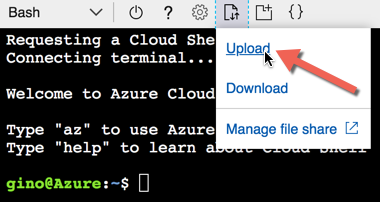 Bash
Requesting a Cloud She
Connecting terminal...
Welcome to Azure Cloud
Type "az" to use Azure
Type "help" to learn about Cloud Shell
gino@Azure:~$
Upload
Download
Manage file share